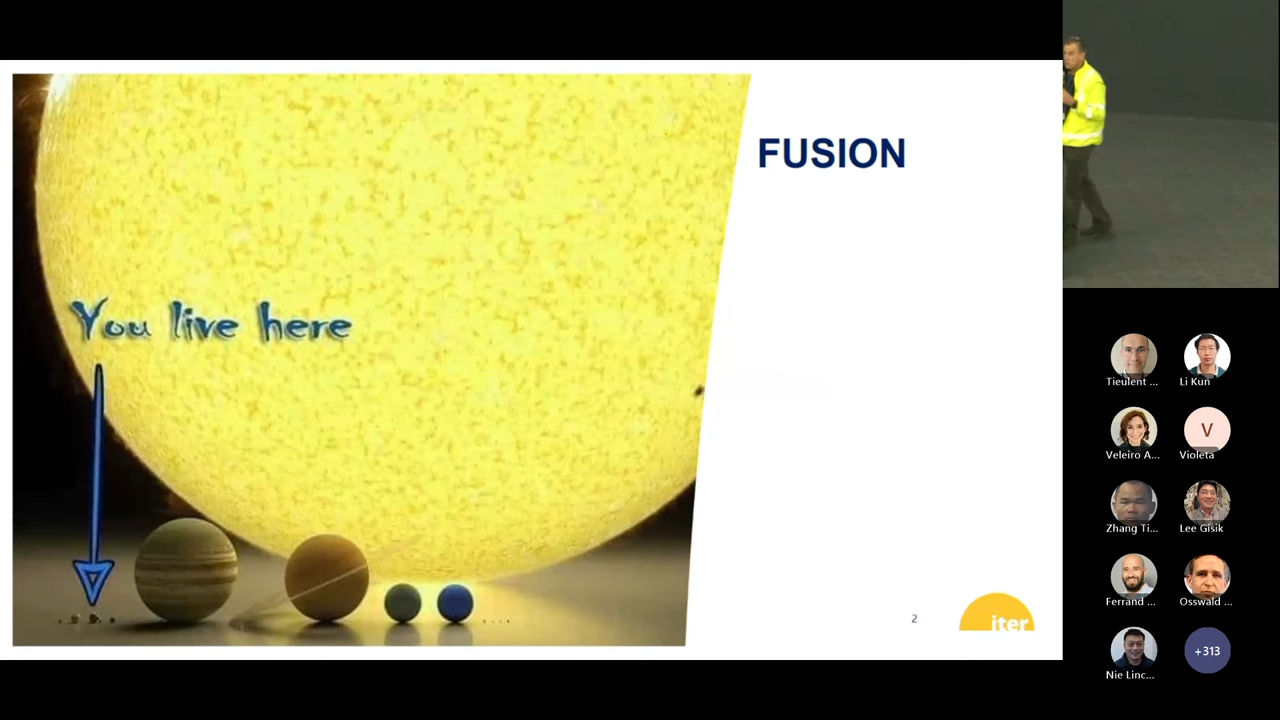 FUSION
You live here
2
iter
Tieulent ...
Li Kun
Veleiro A...
V
Violeta
Zhang Ti...
Lee Gisik
Ferrand ...
Osswald ...
Nie Linc...
+313